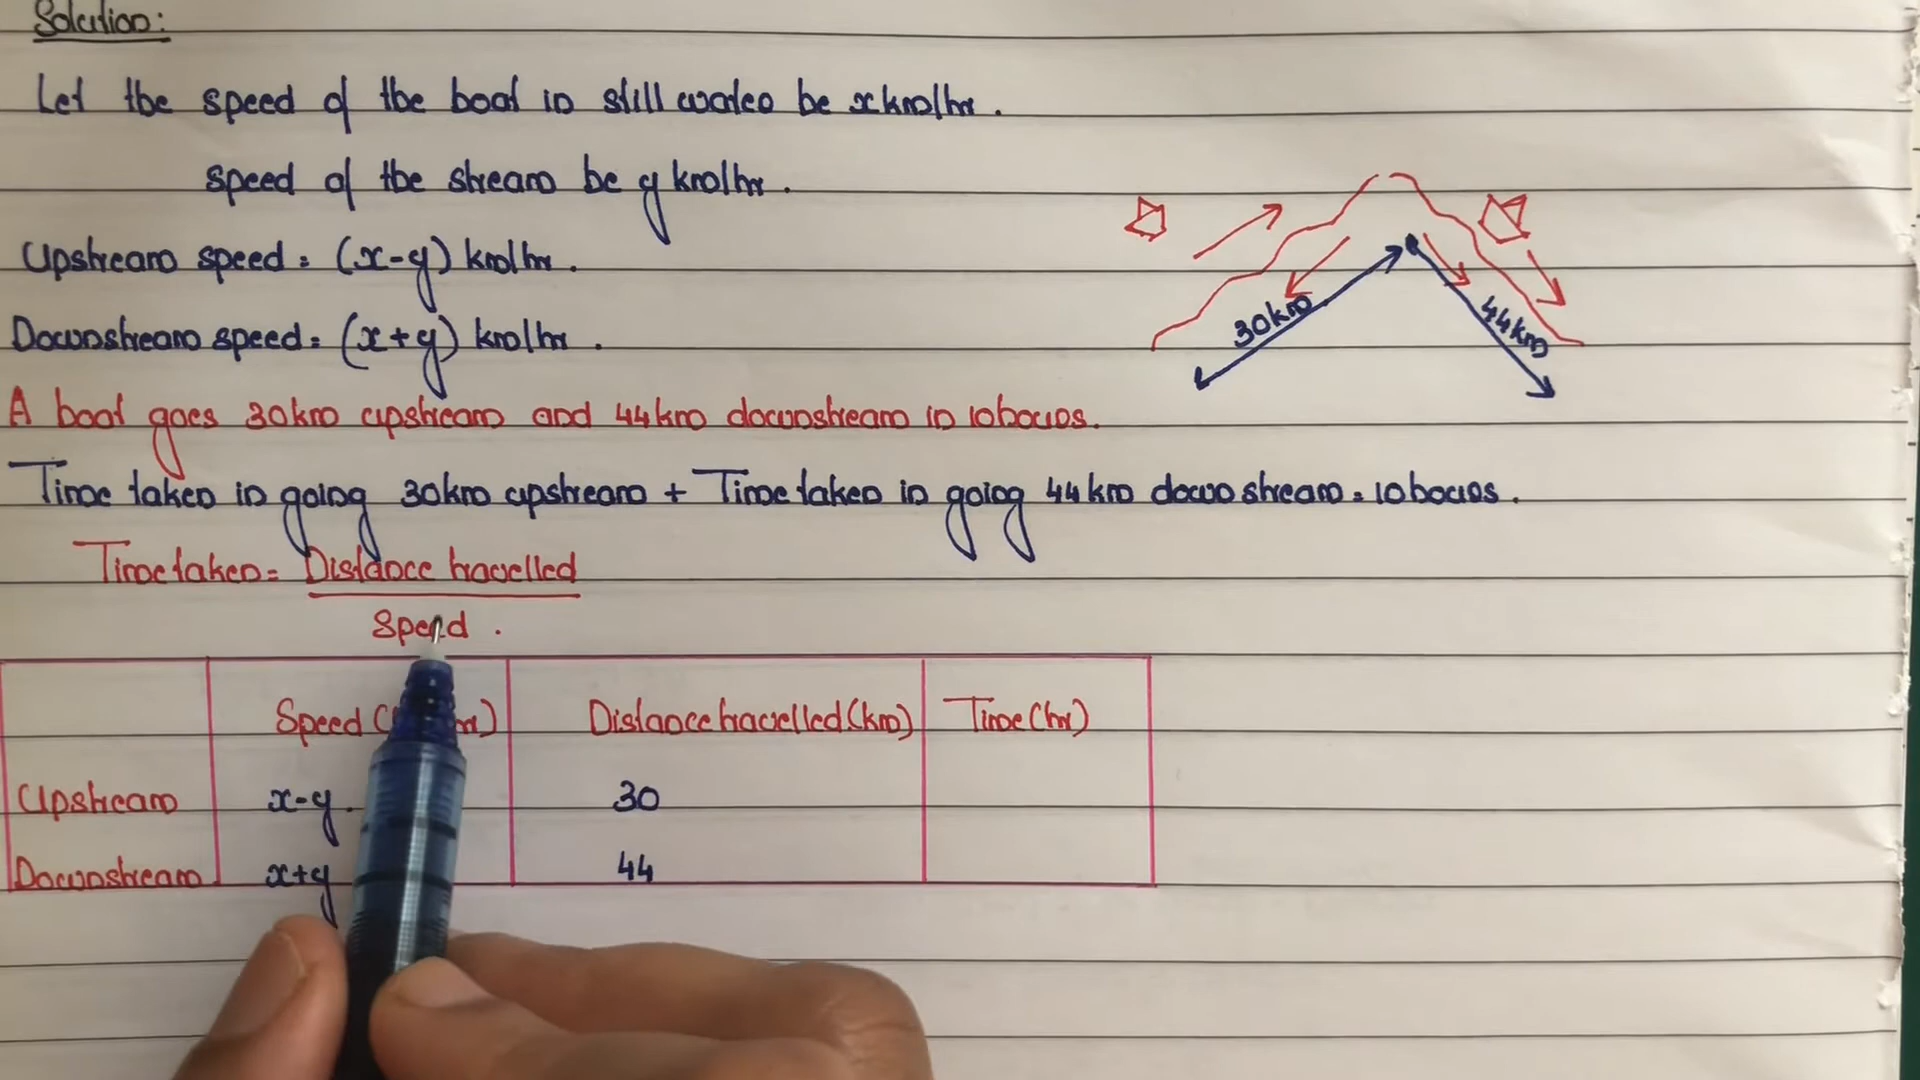 Solution:
Let the speed of the boat in still water be x km/hr.
speed of the stream be y km/hr.
Upstream speed = (x-y) km/hr.
Downstream speed = (x+y) km/hr.
30km
44km
A boat goes 30km upstream and 44km downstream in 10hours.
Time taken in going 30km upstream + Time taken in going 44km downstream = 10hours.
Time taken = Distance travelled
Speed.
Speed ( Distance travelled (km) Time (hr)
Upstream x-y 30
Downstream x+y 44